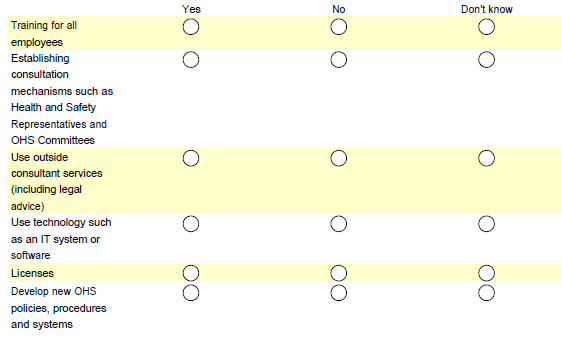 Yes No Don't know
Training for all
employees
Establishing
consultation
mechanisms such as
Health and Safety
Representatives and
OHS Committees
Use outside
consultant services
(including legal
advice)
Use technology such
as an IT system or
software
Licenses
Develop new OHS
policies, procedures
and systems